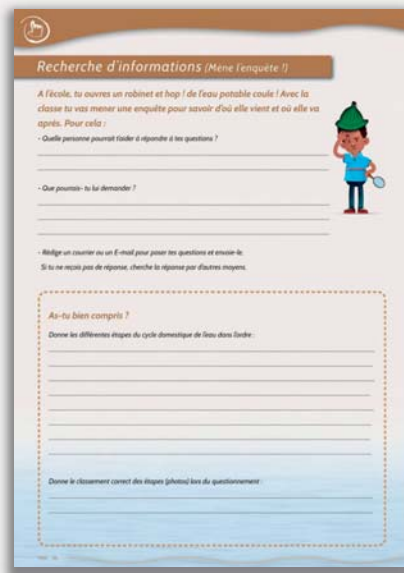 Recherche d'informations (Mène l'enquête !)
A l'école, tu ouvres un robinet et hop ! de l'eau potable coule ! Avec la
classe tu vas mener une enquête pour savoir d'où elle vient et où elle va
après. Pour cela :
- Quelle personne pourrait t'aider à répondre à tes questions ?
- Que pourrais- tu lui demander ?
- Rédige un courrier ou un E-mail pour poser tes questions et envoie-le.
Si tu ne reçois pas de réponse, cherche la réponse par d'autres moyens.
As-tu bien compris ?
Donne les différentes étapes du cycle domestique de l'eau dans l'ordre :
Donne le classement correct des étapes (photos) lors du questionnement :